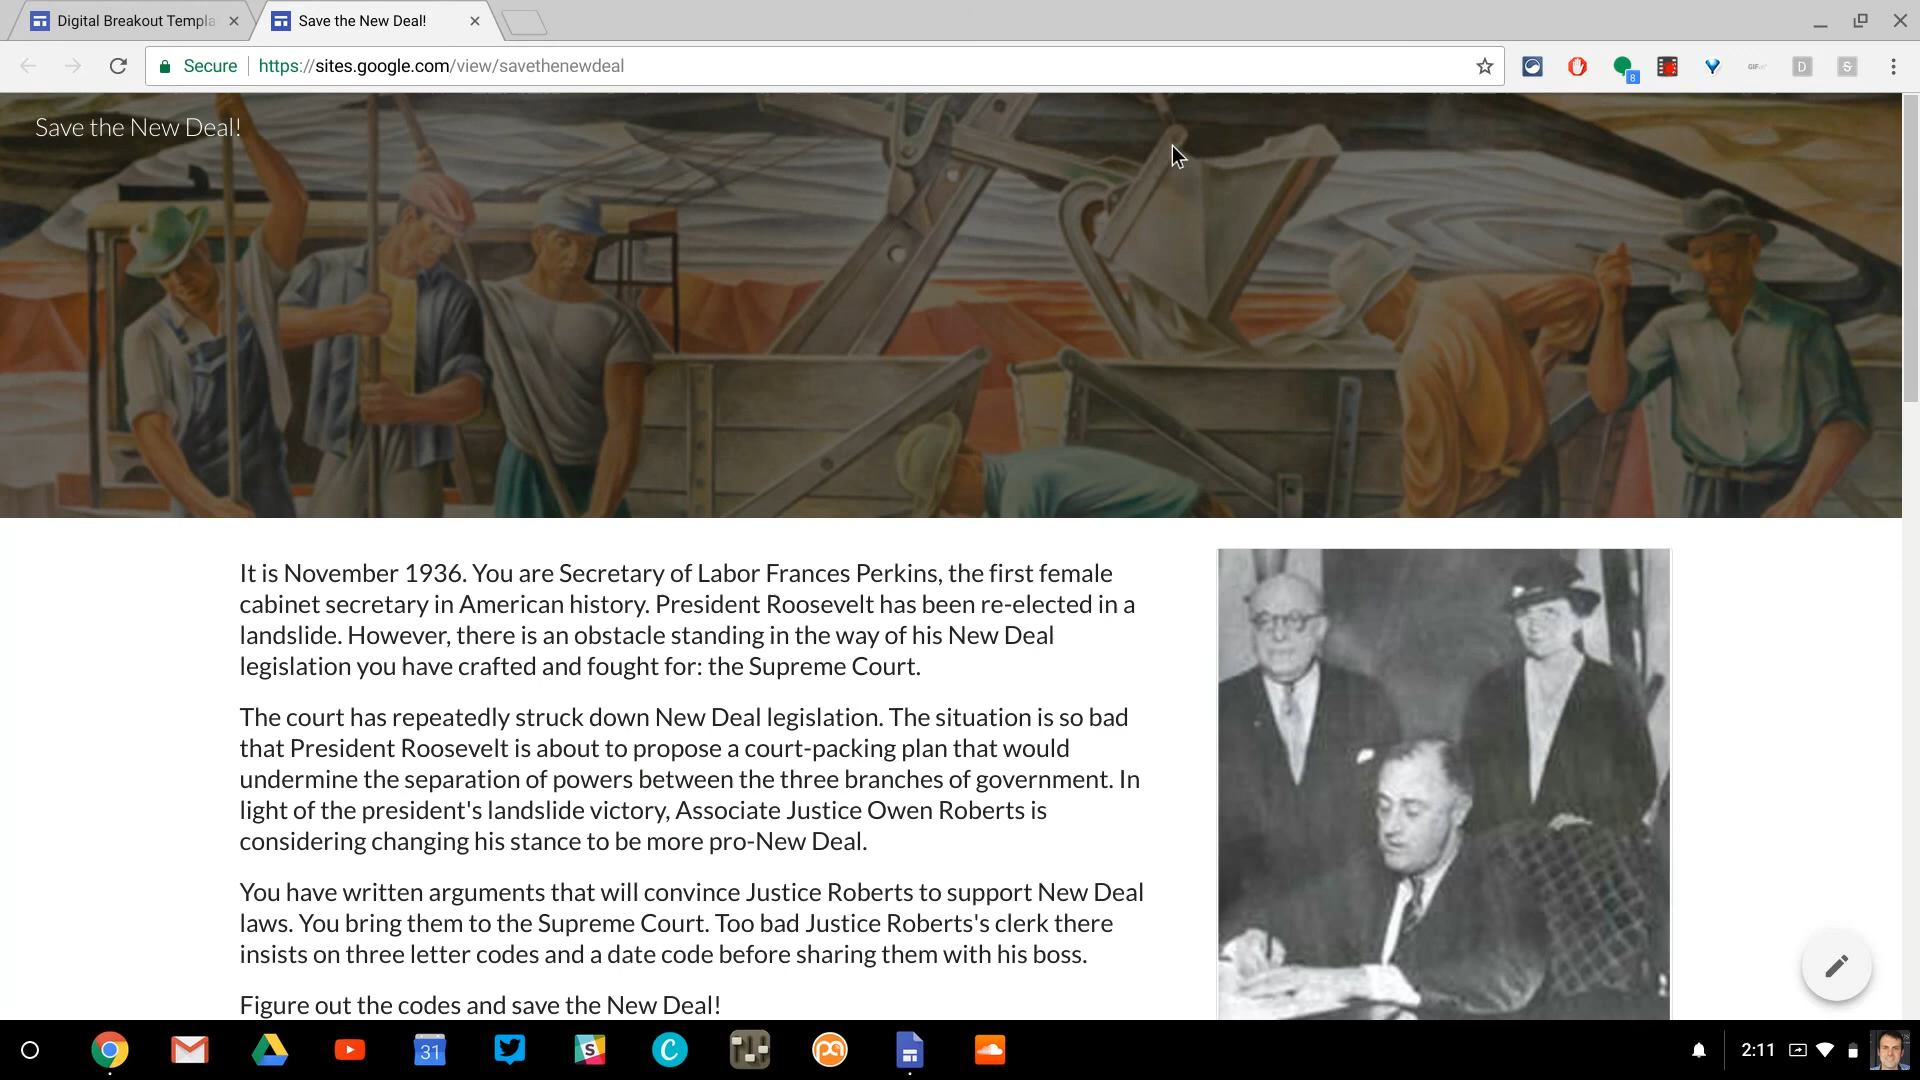 Digital Breakout Templa
Save the New Deal!
Secure
https://sites.google.com/view/savethenewdeal
8
GIF
D
S
Save the New Deal!
It is November 1936. You are Secretary of Labor Frances Perkins, the first female
cabinet secretary in American history. President Roosevelt has been re-elected in a
landslide. However, there is an obstacle standing in the way of his New Deal
legislation you have crafted and fought for: the Supreme Court.
The court has repeatedly struck down New Deal legislation. The situation is so bad
that President Roosevelt is about to propose a court-packing plan that would
undermine the separation of powers between the three branches of government. In
light of the president's landslide victory, Associate Justice Owen Roberts is
considering changing his stance to be more pro-New Deal.
You have written arguments that will convince Justice Roberts to support New Deal
laws. You bring them to the Supreme Court. Too bad Justice Roberts's clerk there
insists on three letter codes and a date code before sharing them with his boss.
Figure out the codes and save the New Deal!
31
S
C
2:11